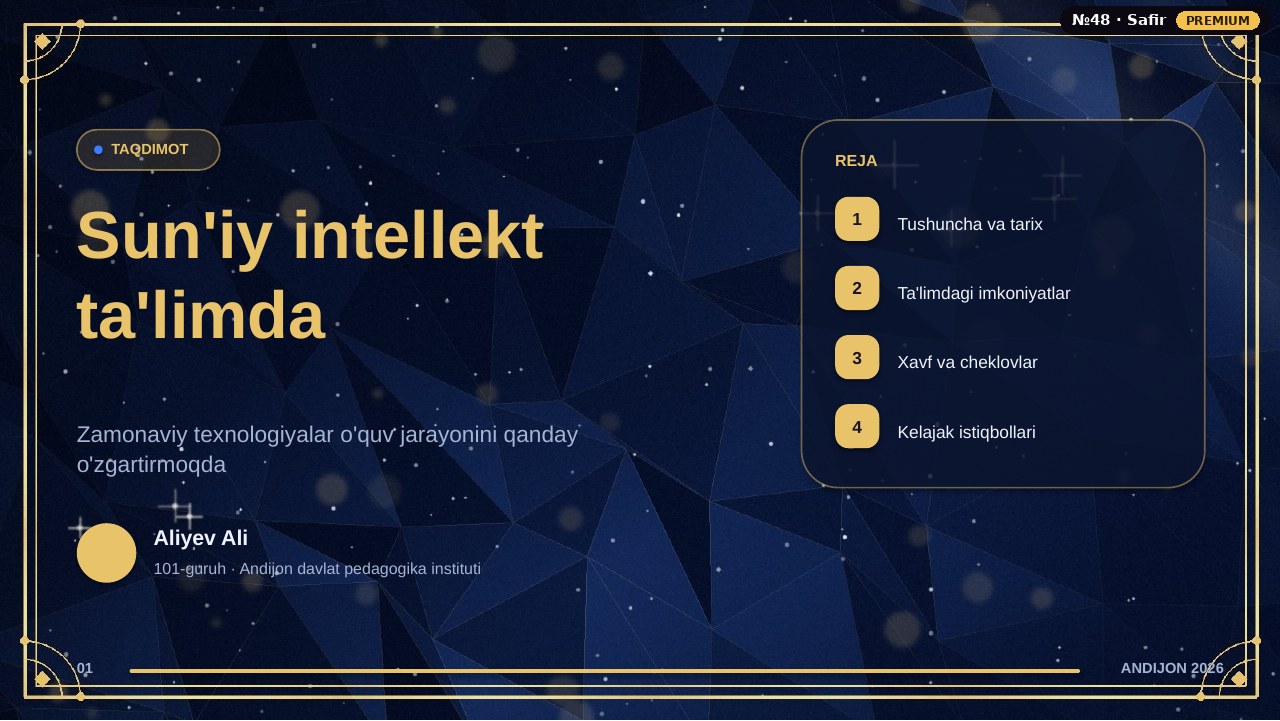 №48 · Safir PREMIUM
TAQDIMOT
Sun'iy intellekt
ta'limda
Zamonaviy texnologiyalar o'quv jarayonini qanday
o'zgartirmoqda
Aliyev Ali
101-guruh · Andijon davlat pedagogika instituti
REJA
1 Tushuncha va tarix
2 Ta'limdagi imkoniyatlar
3 Xavf va cheklovlar
4 Kelajak istiqbollari
01
ANDIJON 2026